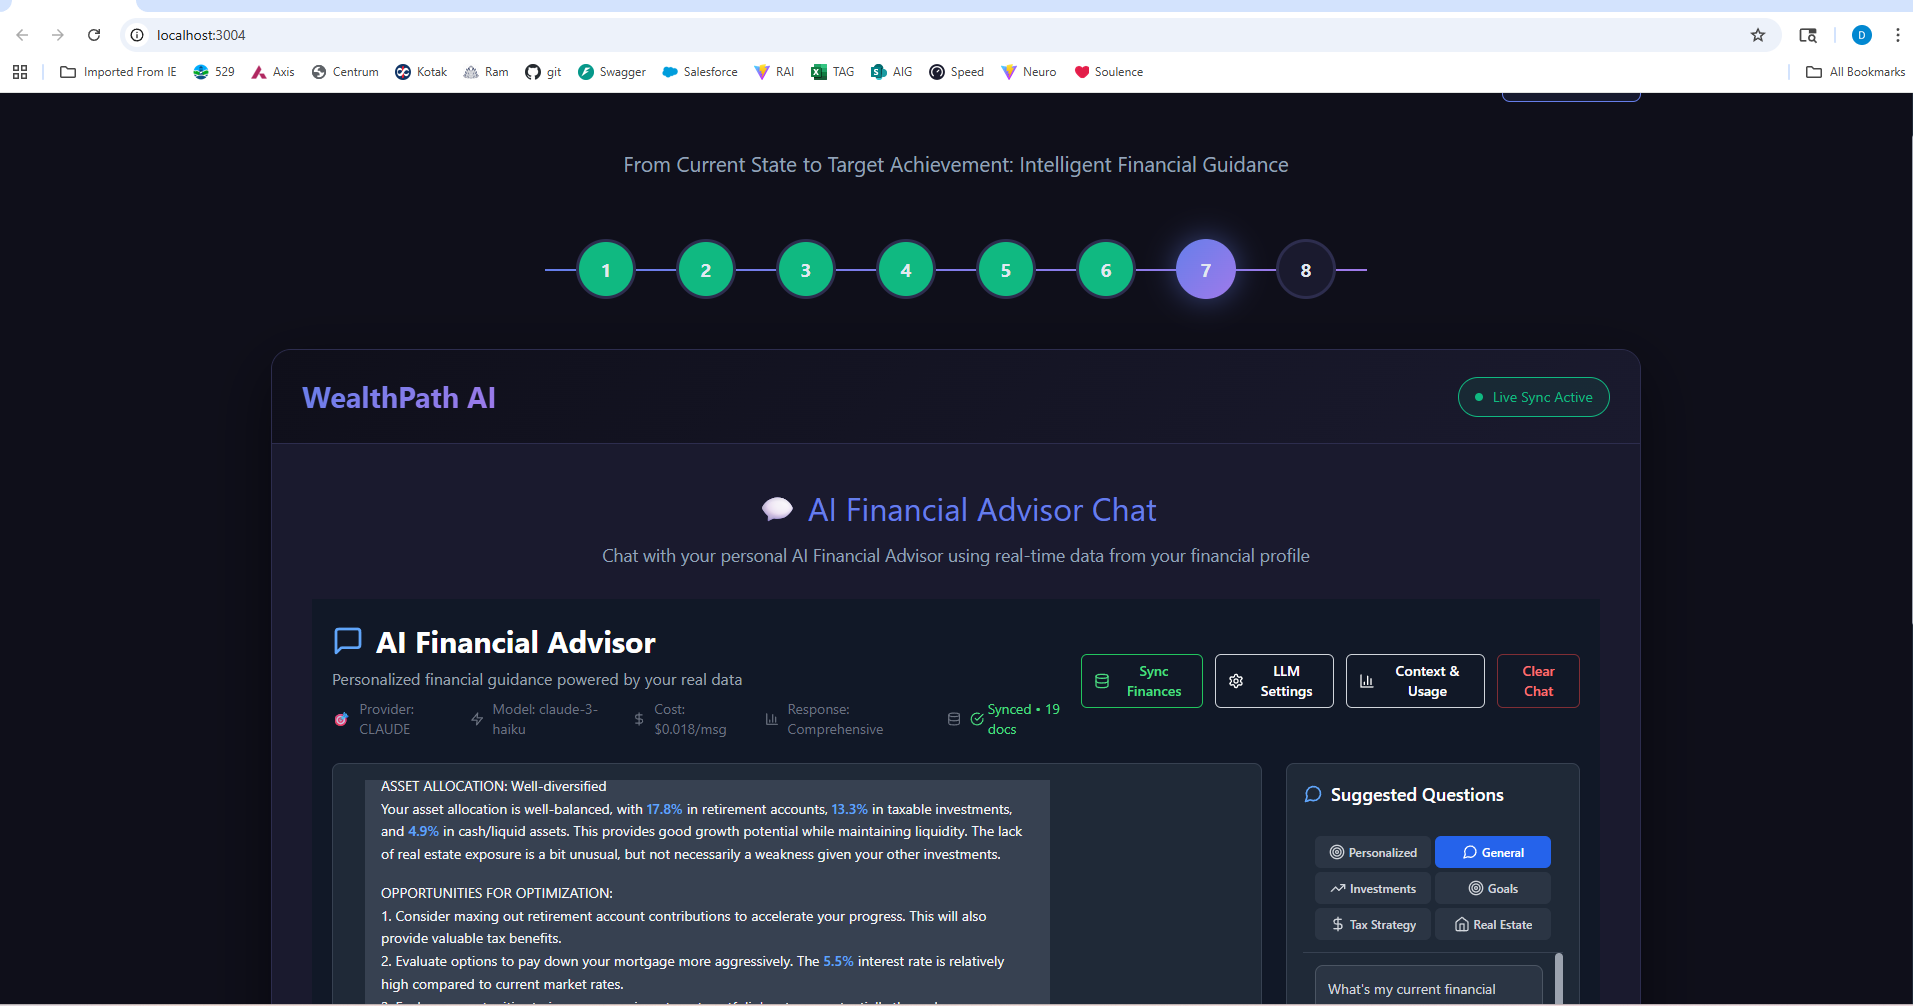 localhost:3004
D
Imported From IE
529
Axis
Centrum
Kotak
Ram
git
Swagger
Salesforce
RAI
TAG
AIG
Speed
Neuro
Soulence
All Bookmarks
From Current State to Target Achievement: Intelligent Financial Guidance
1 2 3 4 5 6 7 8
WealthPath AI
Live Sync Active
AI Financial Advisor Chat
Chat with your personal AI Financial Advisor using real-time data from your financial profile
AI Financial Advisor
Personalized financial guidance powered by your real data
Provider:
CLAUDE
Model: claude-3-
haiku
Cost:
$0.018/msg
Response:
Comprehensive
Synced • 19
docs
Sync
Finances
LLM
Settings
Context &
Usage
Clear
Chat
ASSET ALLOCATION: Well-diversified
Your asset allocation is well-balanced, with 17.8% in retirement accounts, 13.3% in taxable investments,
and 4.9% in cash/liquid assets. This provides good growth potential while maintaining liquidity. The lack
of real estate exposure is a bit unusual, but not necessarily a weakness given your other investments.
OPPORTUNITIES FOR OPTIMIZATION:
1. Consider maxing out retirement account contributions to accelerate your progress. This will also
provide valuable tax benefits.
2. Evaluate options to pay down your mortgage more aggressively. The 5.5% interest rate is relatively
high compared to current market rates.
Suggested Questions
Personalized
General
Investments
Goals
Tax Strategy
Real Estate
What's my current financial